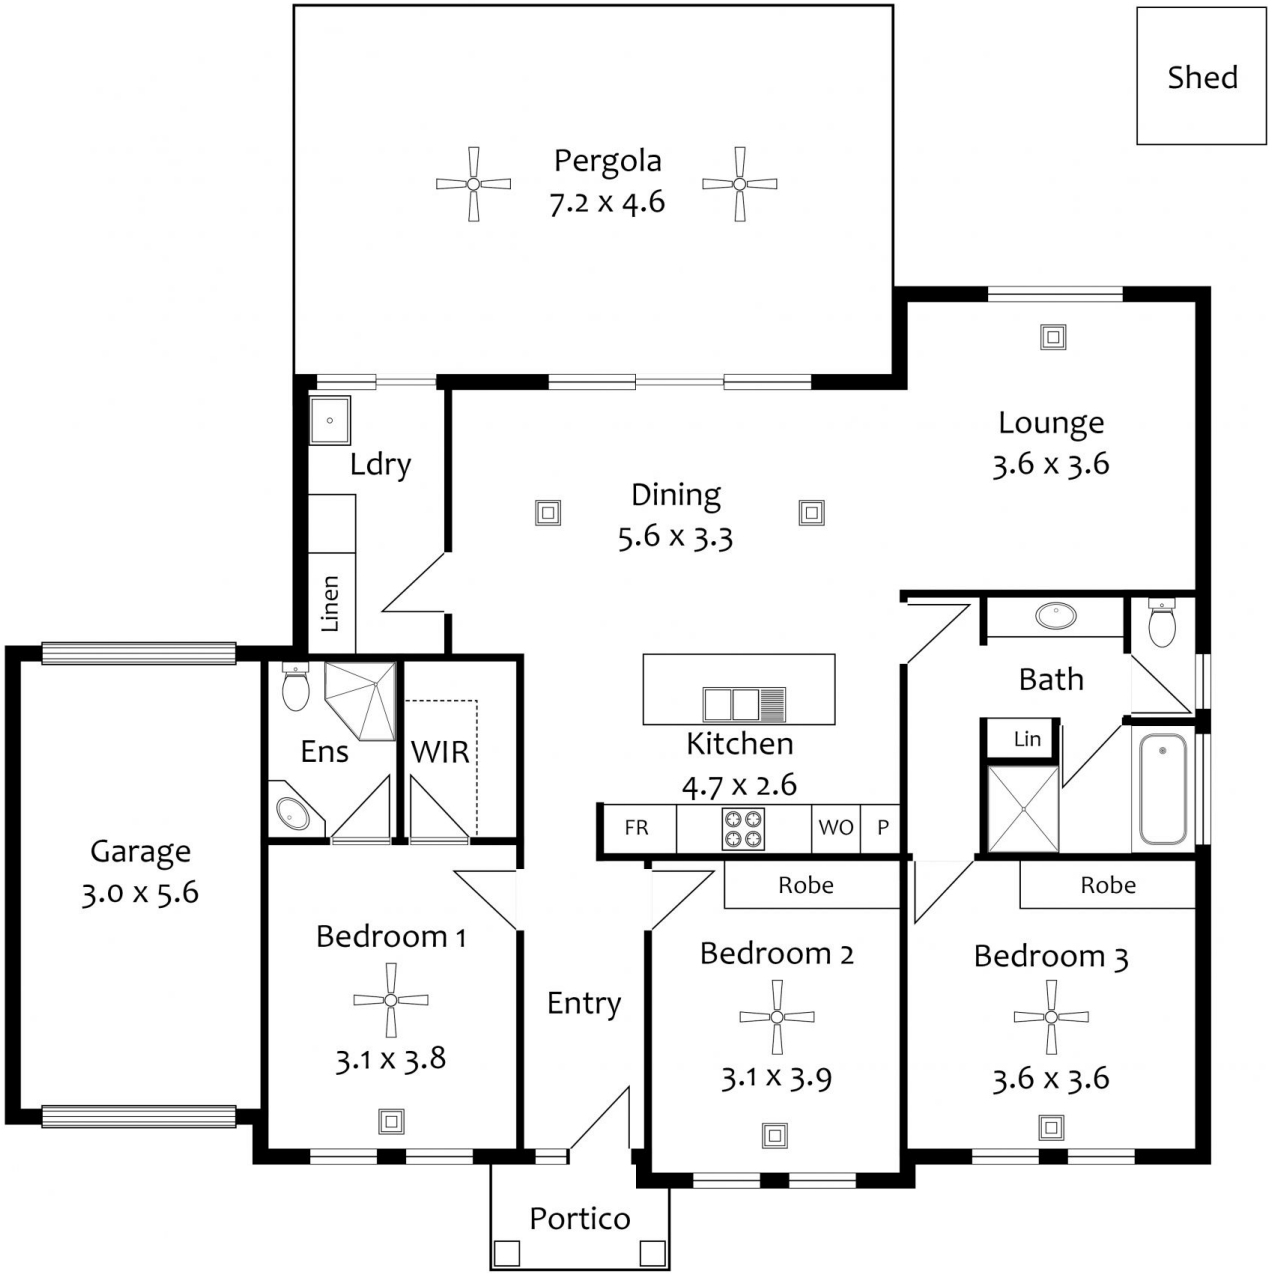 Shed
Pergola
7.2 x 4.6
Lounge
3.6 x 3.6
Ldry
Dining
5.6 x 3.3
Linen
Bath
Ens
WIR
Kitchen
4.7 x 2.6
Lin
FR
WO
P
Garage
3.0 x 5.6
Robe
Robe
Bedroom 1
3.1 x 3.8
Entry
Bedroom 2
3.1 x 3.9
Bedroom 3
3.6 x 3.6
Portico